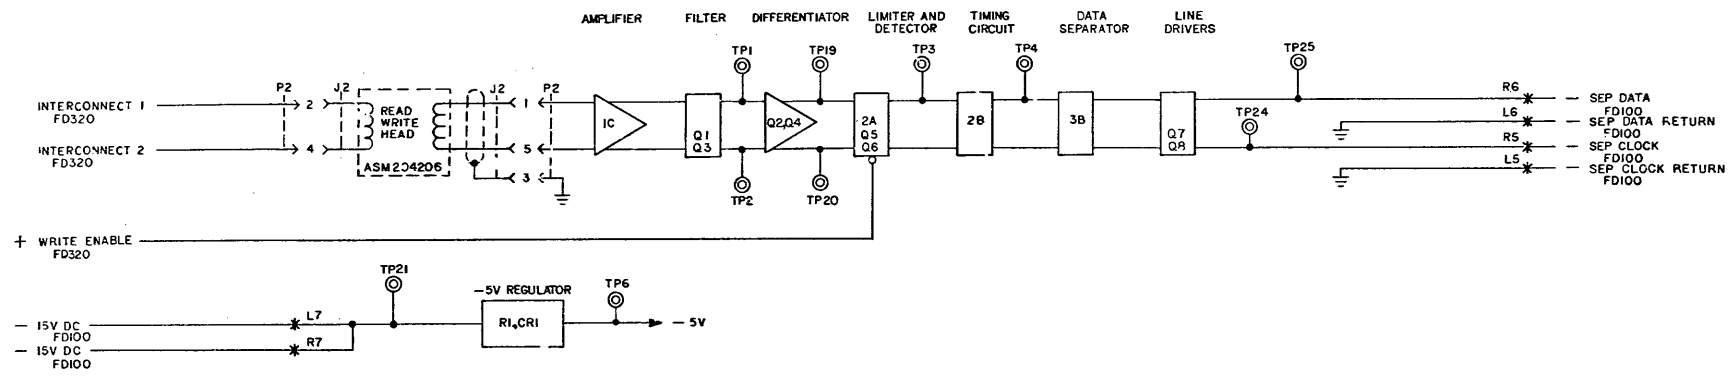 AMPLIFIER FILTER DIFFERENTIATOR LIMITER AND DETECTOR TIMING CIRCUIT DATA SEPARATOR LINE DRIVERS
TP1 TP19 TP3 TP4 TP25
P2 J2 J2 P2
INTERCONNECT 1
FD320
2
READ
WRITE
HEAD
1
R6
- SEP DATA
FD100
IC
Q1
Q3
Q2,Q4
2A
Q5
Q6
2B
3B
Q7
Q8
TP24
L6
- SEP DATA RETURN
FD100
INTERCONNECT 2
FD320
4
5
R5
- SEP CLOCK
FD100
ASM 204206
3
L5
- SEP CLOCK RETURN
FD100
TP2 TP20
+ WRITE ENABLE
FD320
TP21
-5V REGULATOR
TP6
- 15V DC
FD100
L7
R1,CR1
- 5V
- 15V DC
FD100
R7